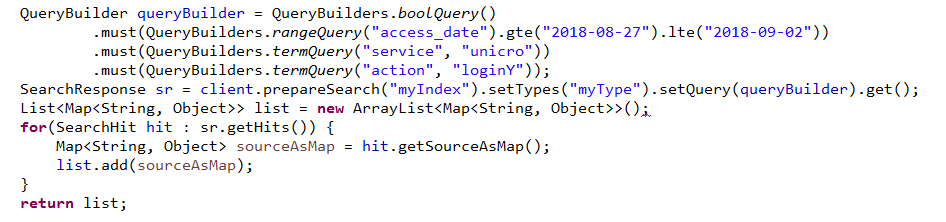 QueryBuilder queryBuilder = QueryBuilders.boolQuery()
        .must(QueryBuilders.rangeQuery("access_date").gte("2018-08-27").lte("2018-09-02"))
        .must(QueryBuilders.termQuery("service", "unicro"))
        .must(QueryBuilders.termQuery("action", "loginY"));
SearchResponse sr = client.prepareSearch("myIndex").setTypes("myType").setQuery(queryBuilder).get();
List<Map<String, Object>> list = new ArrayList<Map<String, Object>>();
for(SearchHit hit : sr.getHits()) {
    Map<String, Object> sourceAsMap = hit.getSourceAsMap();
    list.add(sourceAsMap);
}
return list;